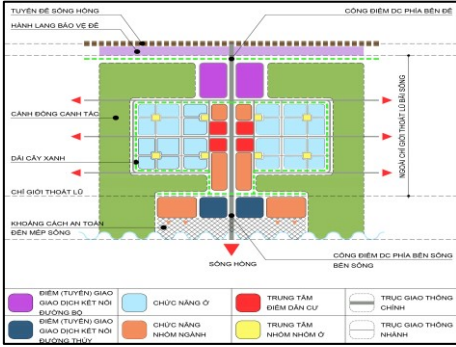 TUYẾN ĐÊ SÔNG HỒNG
CỔNG ĐIỂM DC PHÍA BÊN ĐÊ
HÀNH LANG BẢO VỆ ĐÊ
CÁNH ĐỒNG CANH TÁC
NGOÀI CHỈ GIỚI THOÁT LŨ BÃI SÔNG
DẢI CÂY XANH
CHỈ GIỚI THOÁT LŨ
KHOẢNG CÁCH AN TOÀN
ĐẾN MÉP SÔNG
SÔNG HỒNG
CỔNG ĐIỂM DC PHÍA BÊN SÔNG
BÊN SÔNG
ĐIỂM (TUYẾN) GIAO
GIAO DỊCH KẾT NỐI
ĐƯỜNG BỘ
CHỨC NĂNG Ở
TRUNG TÂM
ĐIỂM DÂN CƯ
TRỤC GIAO THÔNG
CHÍNH
ĐIỂM (TUYẾN) GIAO
GIAO DỊCH KẾT NỐI
ĐƯỜNG THỦY
CHỨC NĂNG
NHÓM NGÀNH
TRUNG TÂM
NHÓM NHÓM Ở
TRỤC GIAO THÔNG
NHÁNH